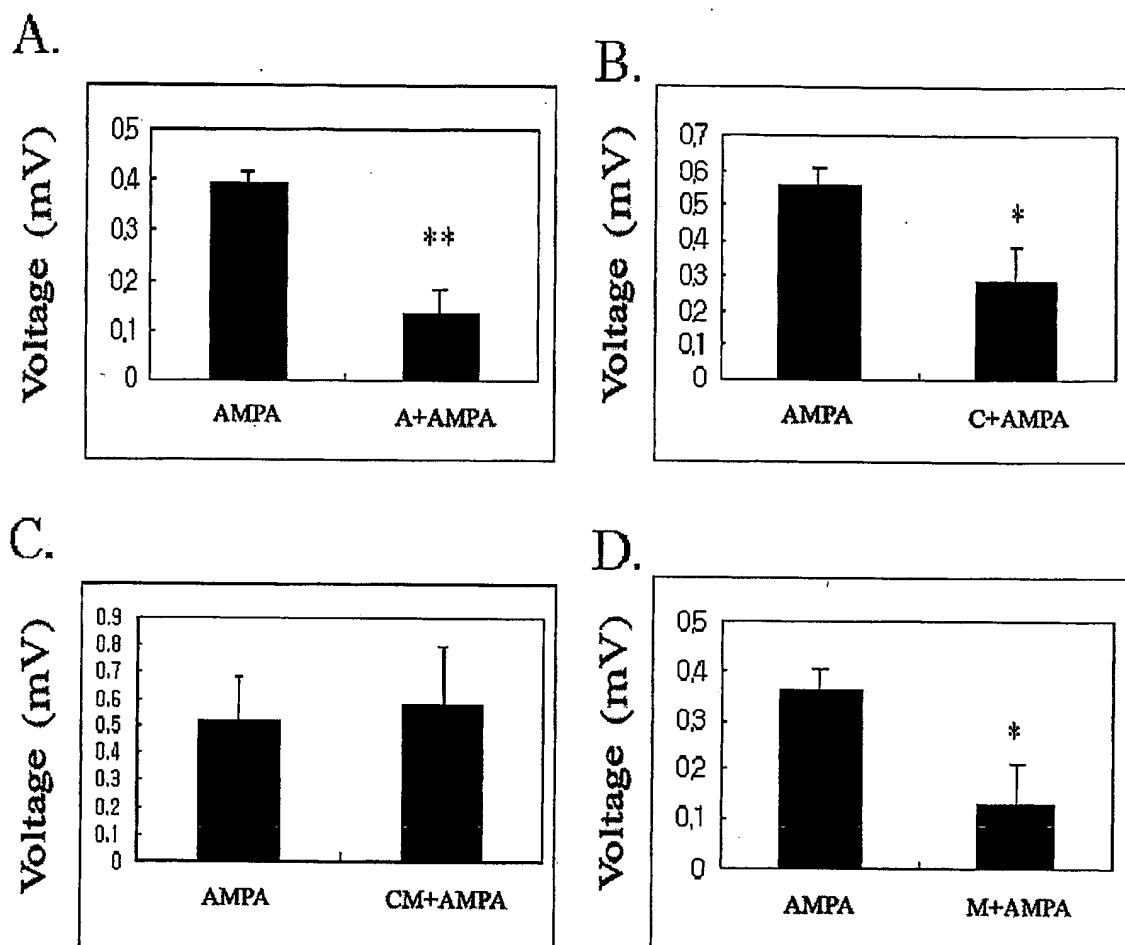 A.
Voltage (mV)
0,5
0,4
0,3
0,2
0,1
0
**
AMPA A+AMPA
B.
Voltage (mV)
0,7
0,6
0,5
0,4
0,3
0,2
0,1
0
*
AMPA C+AMPA
C.
Voltage (mV)
0.9
0.8
0.7
0.6
0.5
0.4
0.3
0.2
0.1
0
AMPA CM+AMPA
D.
Voltage (mV)
0,5
0,4
0,3
0,2
0,1
0
*
AMPA M+AMPA